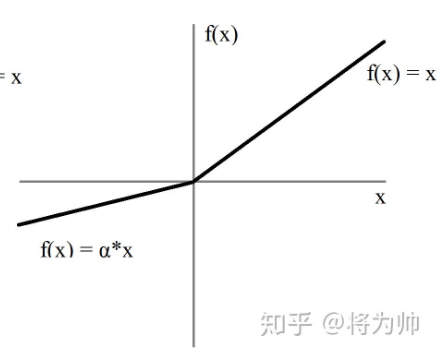 f(x)
= x
f(x) = x
x
f(x) = α*x
知乎 @将为帅